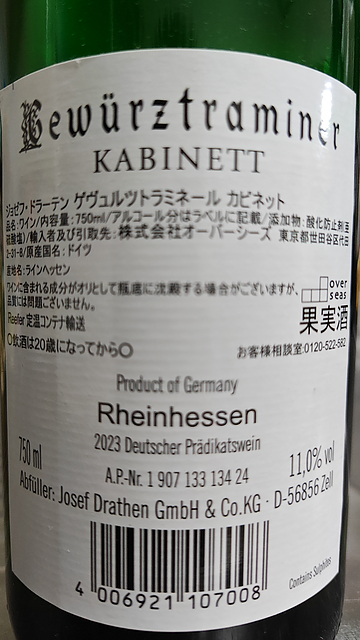 Gewürztraminer
KABINETT
ジョセフ・ドラーテン ゲヴュルツトラミネール カビネット
品名:ワイン/内容量:750ml/アルコール分はラベルに記載/添加物:酸化防止剤(亜
硫酸塩)/輸入者及び引取先:株式会社オーバーシーズ 東京都世田谷区代田
2-31-8/原産国名:ドイツ
産地名:ラインヘッセン
ワインに含まれる成分がオリとして瓶底に沈澱する場合がございますが、
品質には問題ございません。
Reefer 定温コンテナ輸送
over
seas
果実酒
〇飲酒は20歳になってから〇
お客様相談室:0120-522-582
Product of Germany
Rheinhessen
2023 Deutscher Prädikatswein
750 ml
A.P.-Nr. 1 907 133 134 24
11,0% vol
Abfüller: Josef Drathen GmbH & Co.KG · D-56856 Zell
4 006921 107008
Contains Sulphites